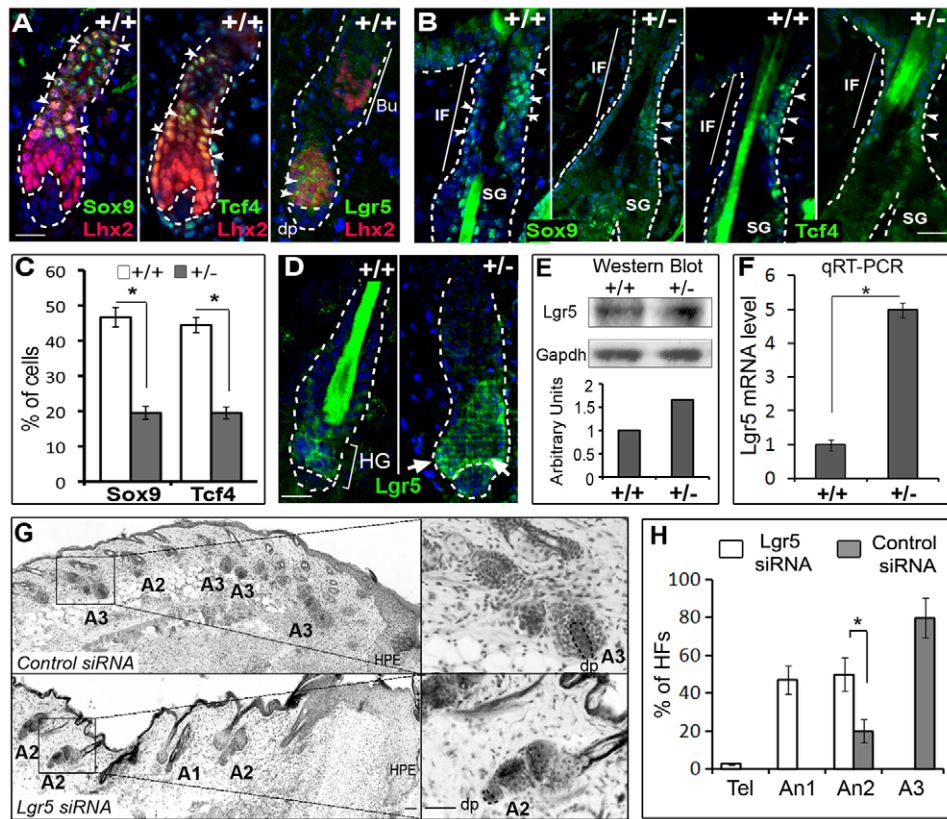 A +/+ +/+ +/+
Bu
Sox9 Tcf4 Lgr5
Lhx2 Lhx2 dp Lhx2
B +/+ +/- +/+ +/-
IF IF IF
SG SG SG SG
Sox9 Tcf4
C
+/+ +/-
60
50
40
30
20
10
0
% of cells
* *
Sox9 Tcf4
D +/+ +/-
HG
Lgr5
E Western Blot
+/+ +/-
Lgr5
Gapdh
Arbitrary Units
2
1.5
1
0.5
0
+/+ +/-
F qRT-PCR
Lgr5 mRNA level
6
5
4
3
2
1
0
*
+/+ +/-
G
A3 A2 A3 A3 A3
HPE
Control siRNA
A3
dp
A2 A2 A1 A2
HPE
Lgr5 siRNA
dp A2
H
Lgr5 siRNA
Control siRNA
% of HFs
100
80
60
40
20
0
*
Tel An1 An2 A3